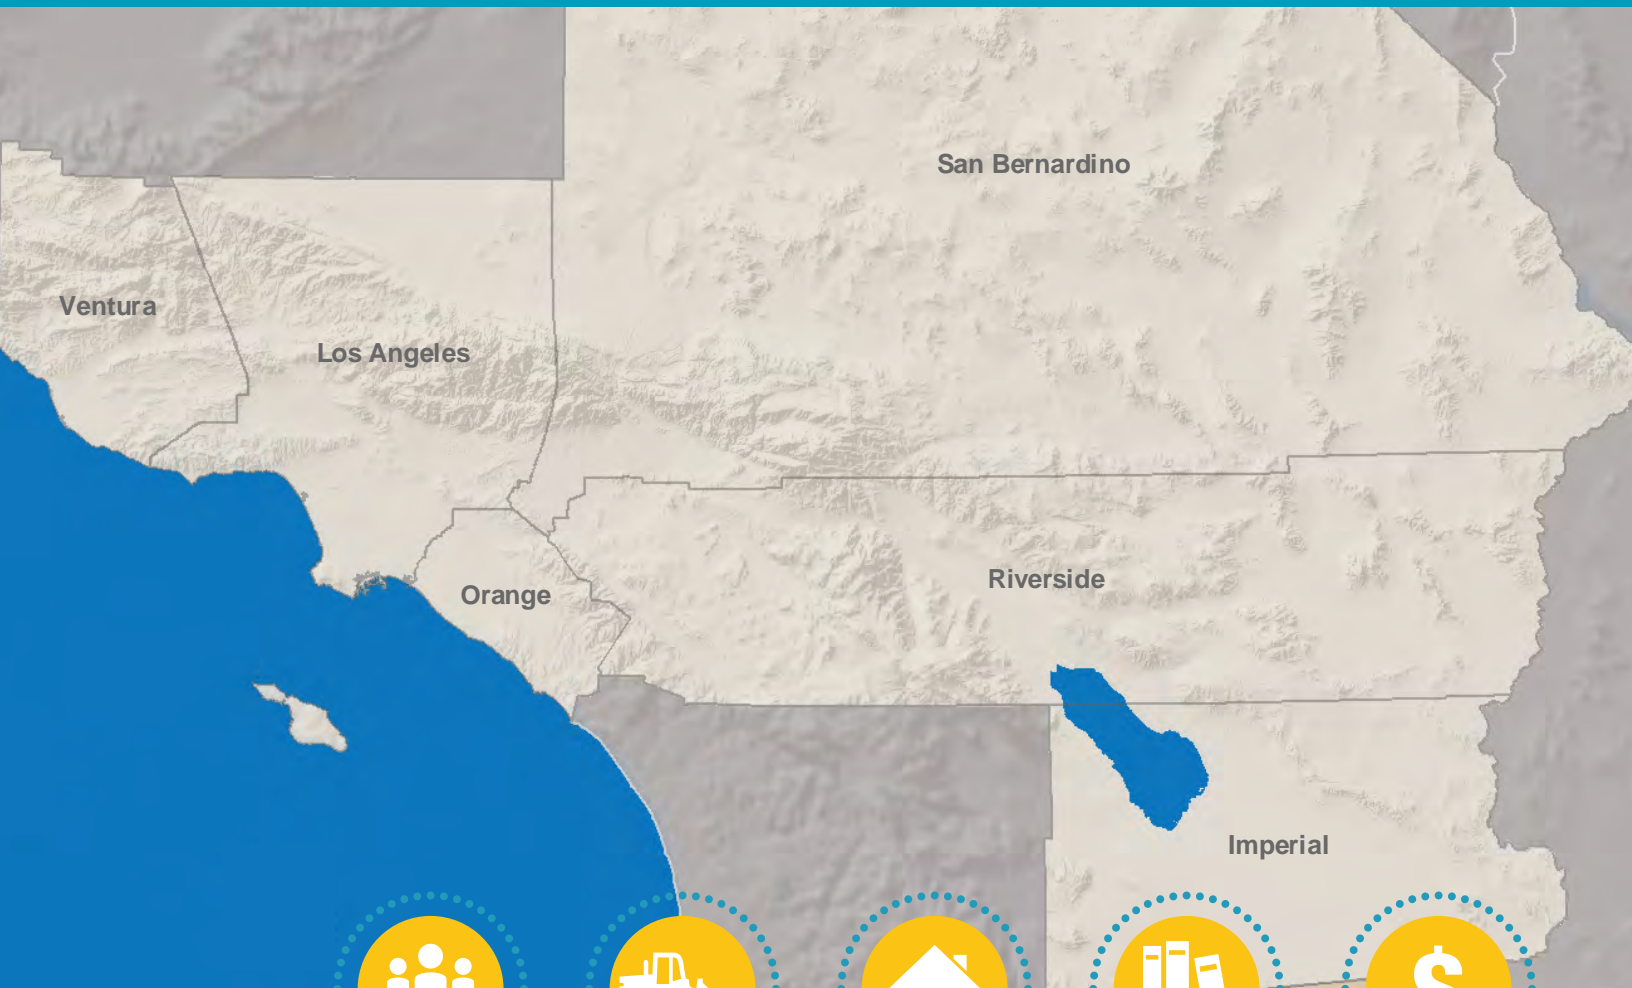 San Bernardino
Ventura
Los Angeles
Riverside
Orange
Imperial
$